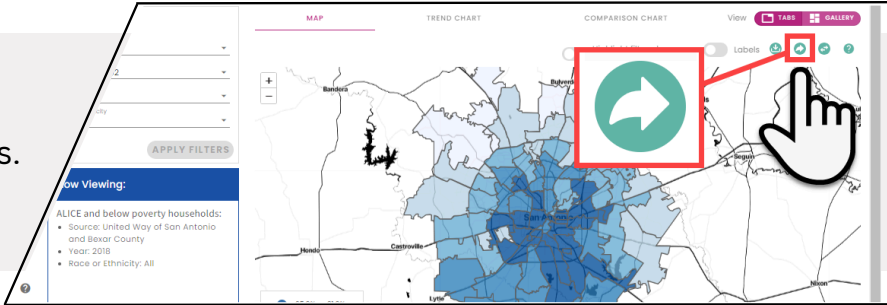 s.
MAP
TREND CHART
COMPARISON CHART
View
TABS
GALLERY
Labels
?
+
−
Bandera
Seguin
San Antonio
Castroville
Hondo
Lytle
Nixon
APPLY FILTERS
ow Viewing:
ALICE and below poverty households:
Source: United Way of San Antonio
and Bexar County
Year: 2018
Race or Ethnicity: All
?